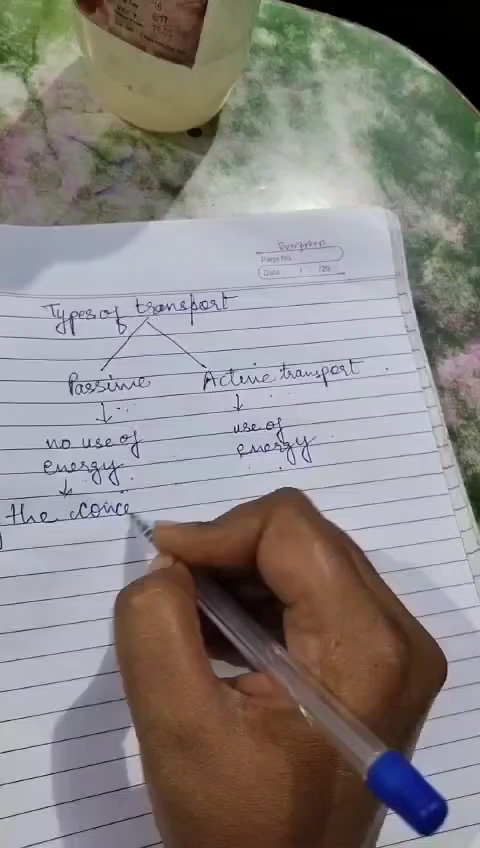 Evergreen
Page No.
Date / /20
Types of transport
Passive Active transport
no use of
energy
use of
energy
the conc